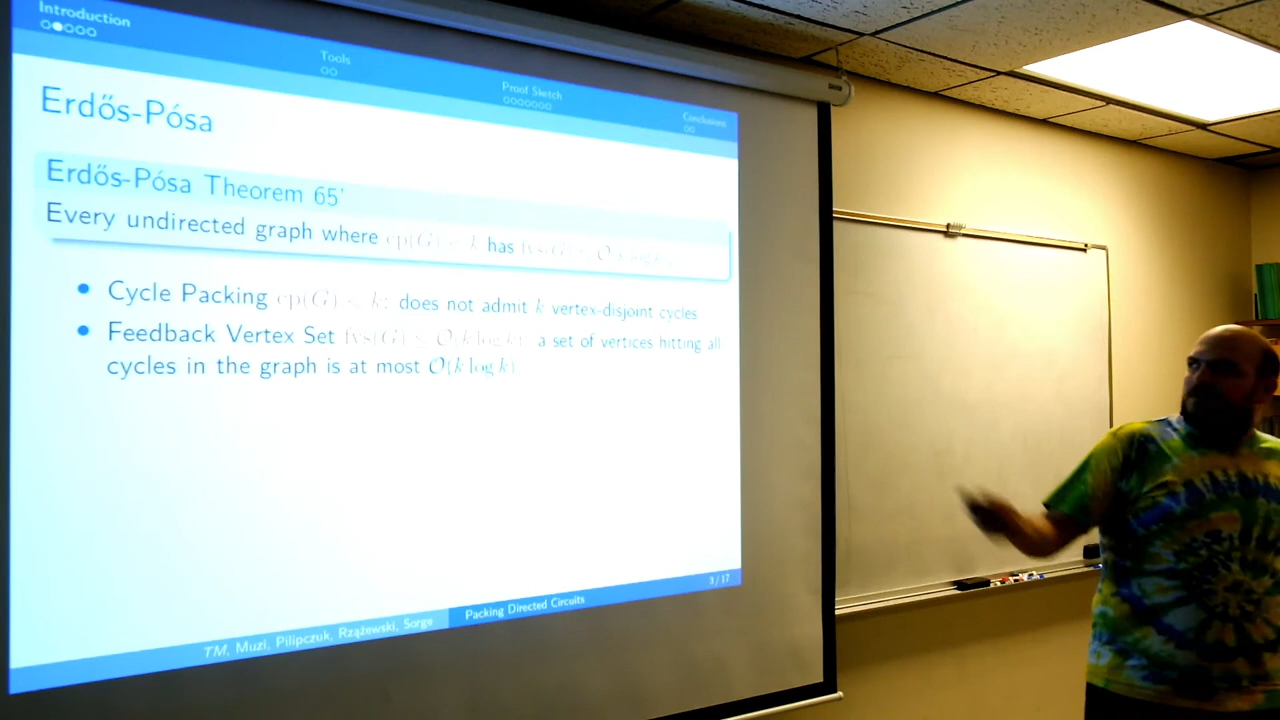 Introduction
Tools
Proof Sketch
Conclusions
Erdős-Pósa
Erdős-Pósa Theorem 65'
Every undirected graph where cp(G) < k has fvs(G) ≤ O(k log k)
• Cycle Packing cp(G) < k: does not admit k vertex-disjoint cycles
• Feedback Vertex Set fvs(G) ≤ O(k log k): a set of vertices hitting all
cycles in the graph is at most O(k log k)
3/17
TM, Muzi, Pilipczuk, Rzążewski, Sorge
Packing Directed Circuits